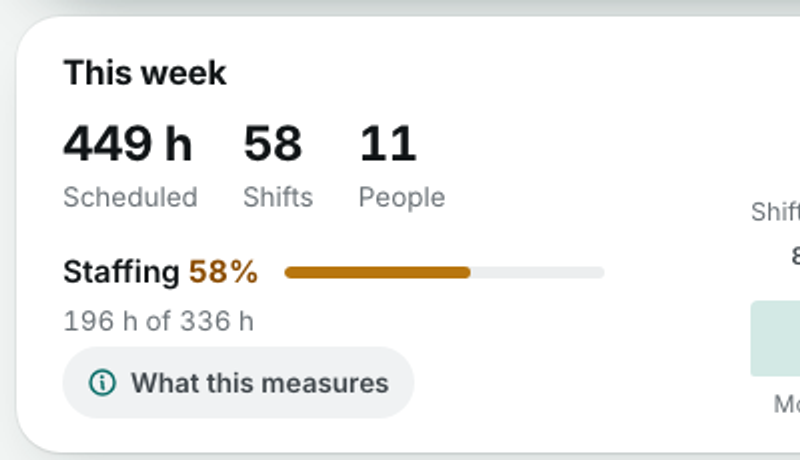 This week
449 h 58 11
Scheduled Shifts People
Staffing 58%
196 h of 336 h
What this measures